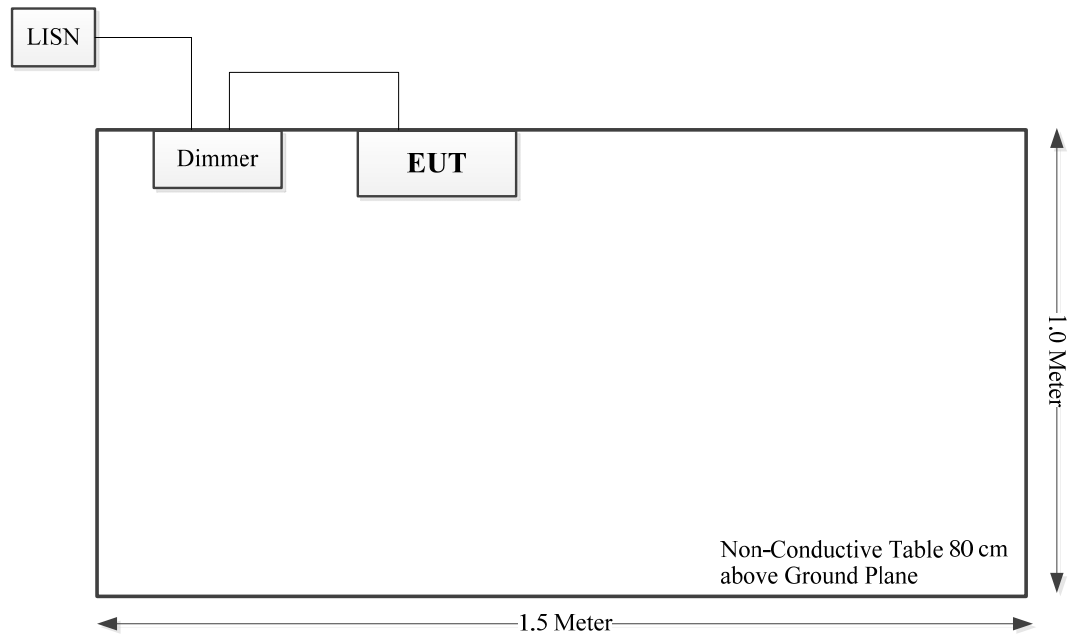 LISN
Dimmer
EUT
1.0 Meter
Non-Conductive Table 80 cm
above Ground Plane
1.5 Meter